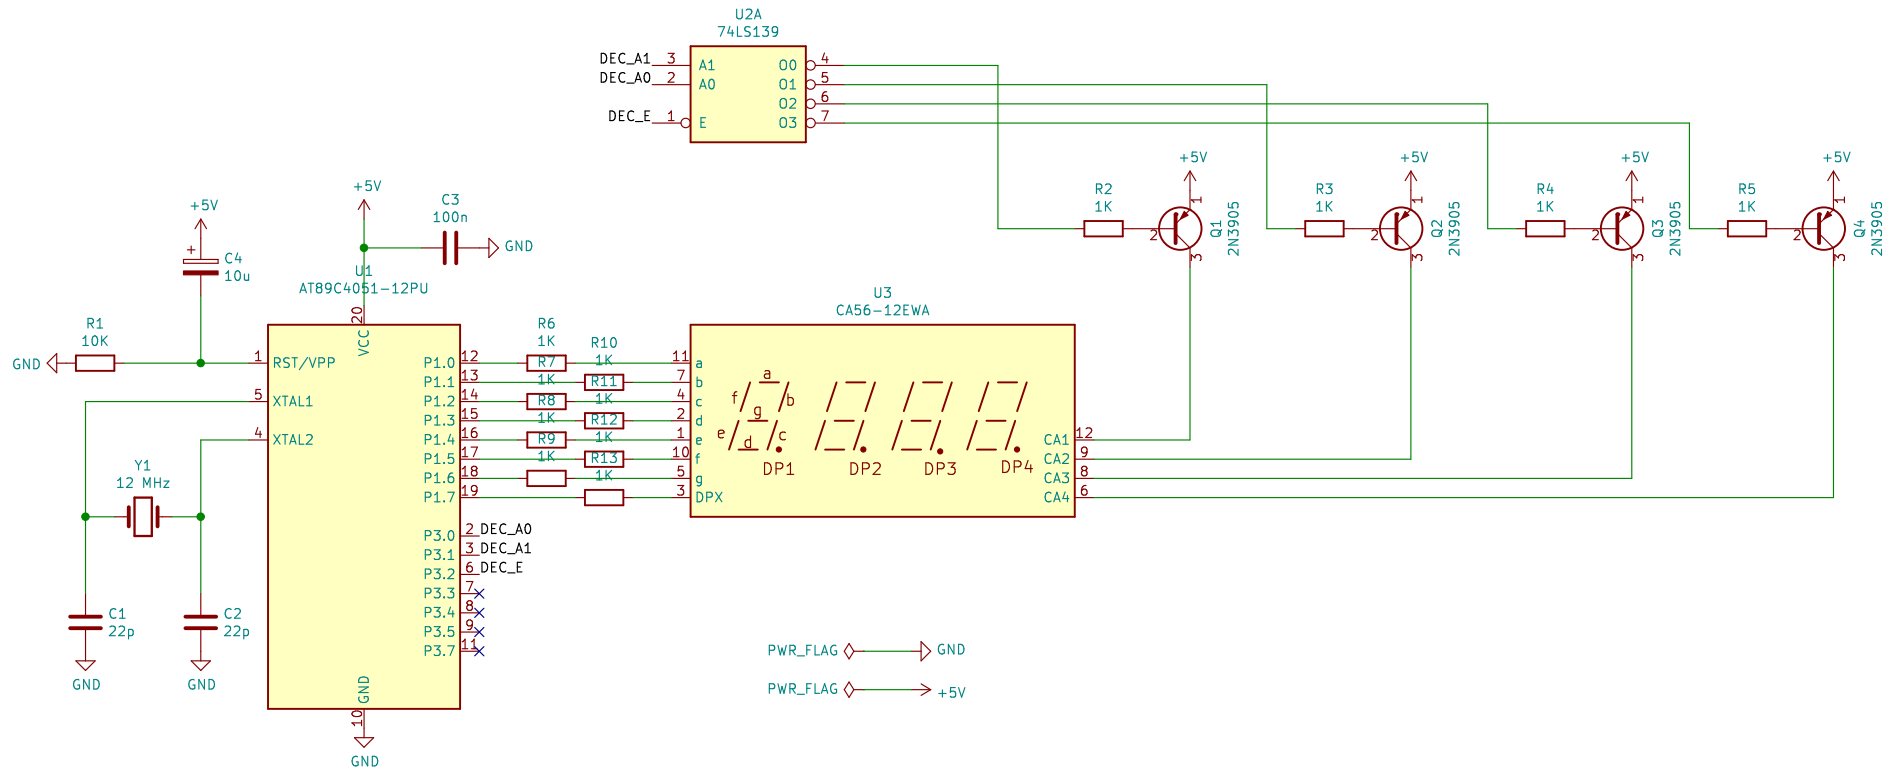 U2A
74LS139
DEC_A1 3 A1 O0 4
DEC_A0 2 A0 O1 5
O2 6
DEC_E 1 E O3 7
+5V +5V +5V +5V
R2
1K
1
2
3
Q1
2N3905
R3
1K
1
2
3
Q2
2N3905
R4
1K
1
2
3
Q3
2N3905
R5
1K
1
2
3
Q4
2N3905
+5V
+
C4
10u
+5V
C3
100n
GND
U1
AT89C4051-12PU
20
VCC
R1
10K
GND
1 RST/VPP
5 XTAL1
4 XTAL2
Y1
12 MHz
C1
22p
GND
C2
22p
GND
P1.0 12
P1.1 13
P1.2 14
P1.3 15
P1.4 16
P1.5 17
P1.6 18
P1.7 19
P3.0 2 DEC_A0
P3.1 3 DEC_A1
P3.2 6 DEC_E
P3.3 7
P3.4 8
P3.5 9
P3.7 11
GND
10
GND
R6
1K
R7
1K
R8
1K
R9
1K
R10
1K
R11
1K
R12
1K
R13
1K
U3
CA56-12EWA
11 a
7 b
4 c
2 d
1 e
10 f
5 g
3 DPX
a
f b
g
e c
d
DP1 DP2 DP3 DP4
CA1 12
CA2 9
CA3 8
CA4 6
PWR_FLAG GND
PWR_FLAG +5V